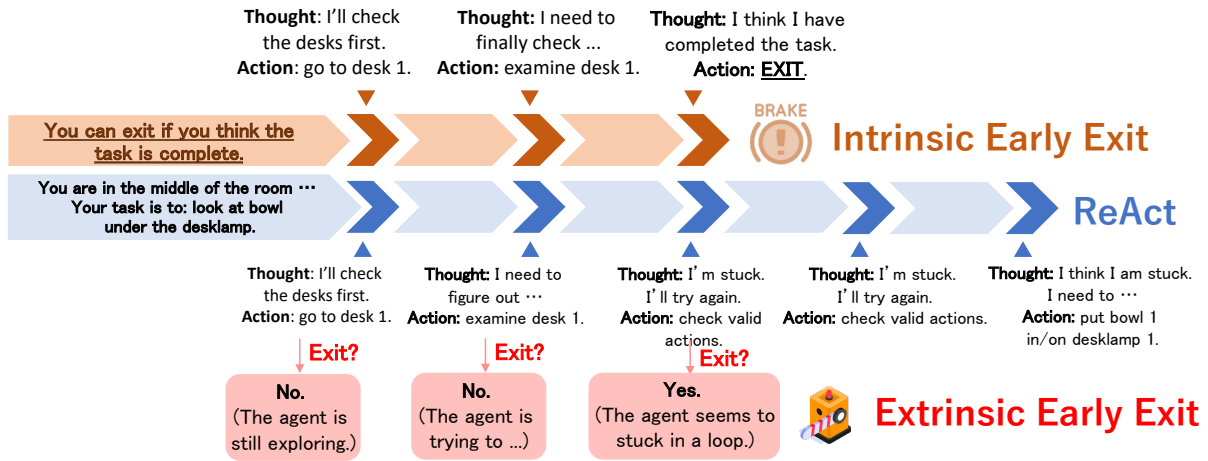 Thought: I'll check
the desks first.
Action: go to desk 1.
Thought: I need to
finally check ...
Action: examine desk 1.
Thought: I think I have
completed the task.
Action: EXIT.
You can exit if you think the
task is complete.
BRAKE
Intrinsic Early Exit
You are in the middle of the room ⋯
Your task is to: look at bowl
under the desklamp.
ReAct
Thought: I'll check
the desks first.
Action: go to desk 1.
Thought: I need to
figure out ⋯
Action: examine desk 1.
Thought: I'm stuck.
I'll try again.
Action: check valid
actions.
Thought: I'm stuck.
I'll try again.
Action: check valid actions.
Thought: I think I am stuck.
I need to ⋯
Action: put bowl 1
in/on desklamp 1.
Exit?
Exit?
Exit?
No.
(The agent is
still exploring.)
No.
(The agent is
trying to ...)
Yes.
(The agent seems to
stuck in a loop.)
Extrinsic Early Exit